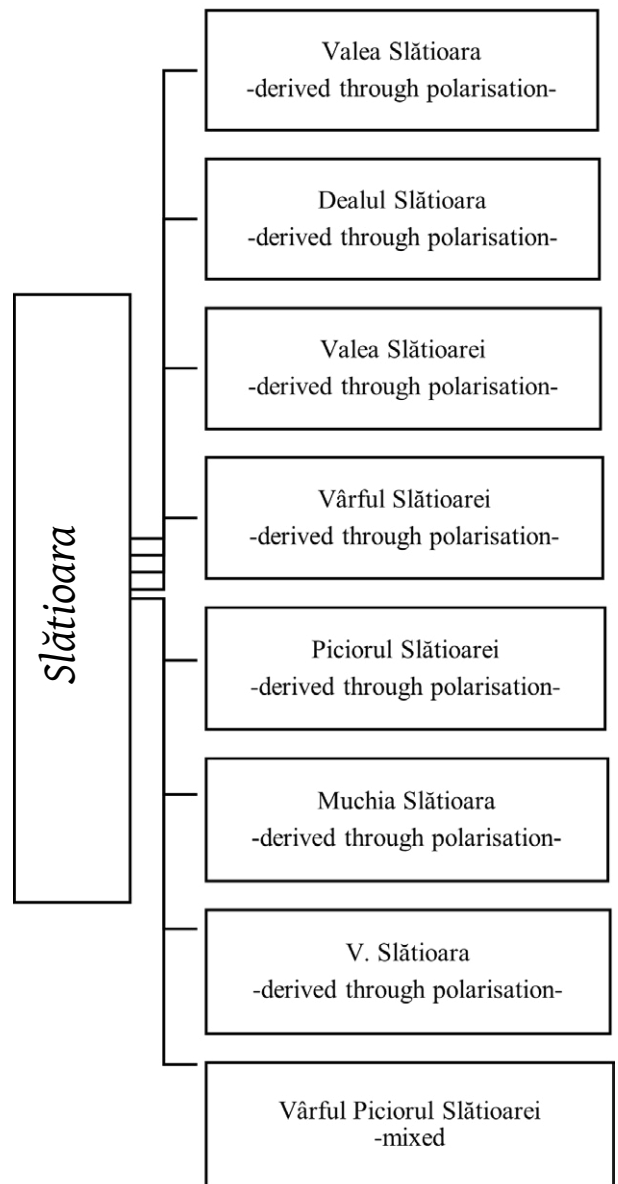 Slătioara
Valea Slătioara
-derived through polarisation-
Dealul Slătioara
-derived through polarisation-
Valea Slătioarei
-derived through polarisation-
Vârful Slătioarei
-derived through polarisation-
Piciorul Slătioarei
-derived through polarisation-
Muchia Slătioara
-derived through polarisation-
V. Slătioara
-derived through polarisation-
Vârful Piciorul Slătioarei
-mixed